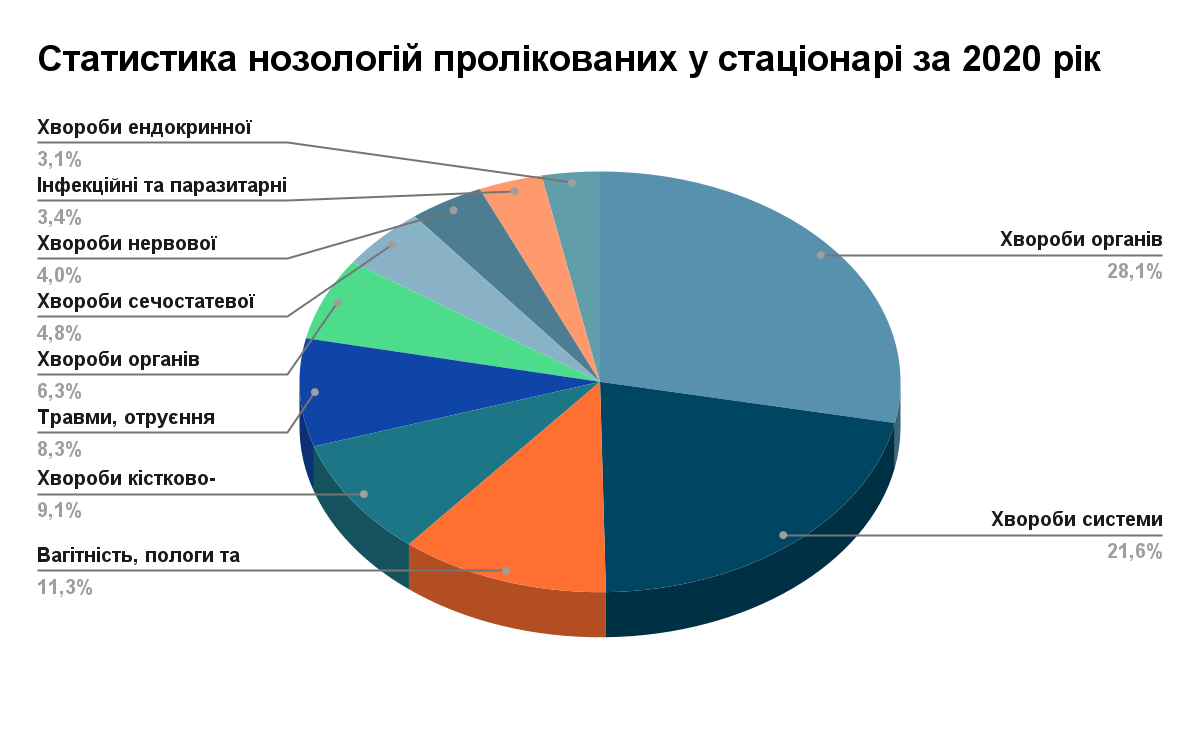 Статистика нозологій пролікованих у стаціонарі за 2020 рік
Хвороби ендокринної
3,1%
Інфекційні та паразитарні
3,4%
Хвороби нервової
4,0%
Хвороби сечостатевої
4,8%
Хвороби органів
6,3%
Травми, отруєння
8,3%
Хвороби кістково-
9,1%
Вагітність, пологи та
11,3%
Хвороби органів
28,1%
Хвороби системи
21,6%